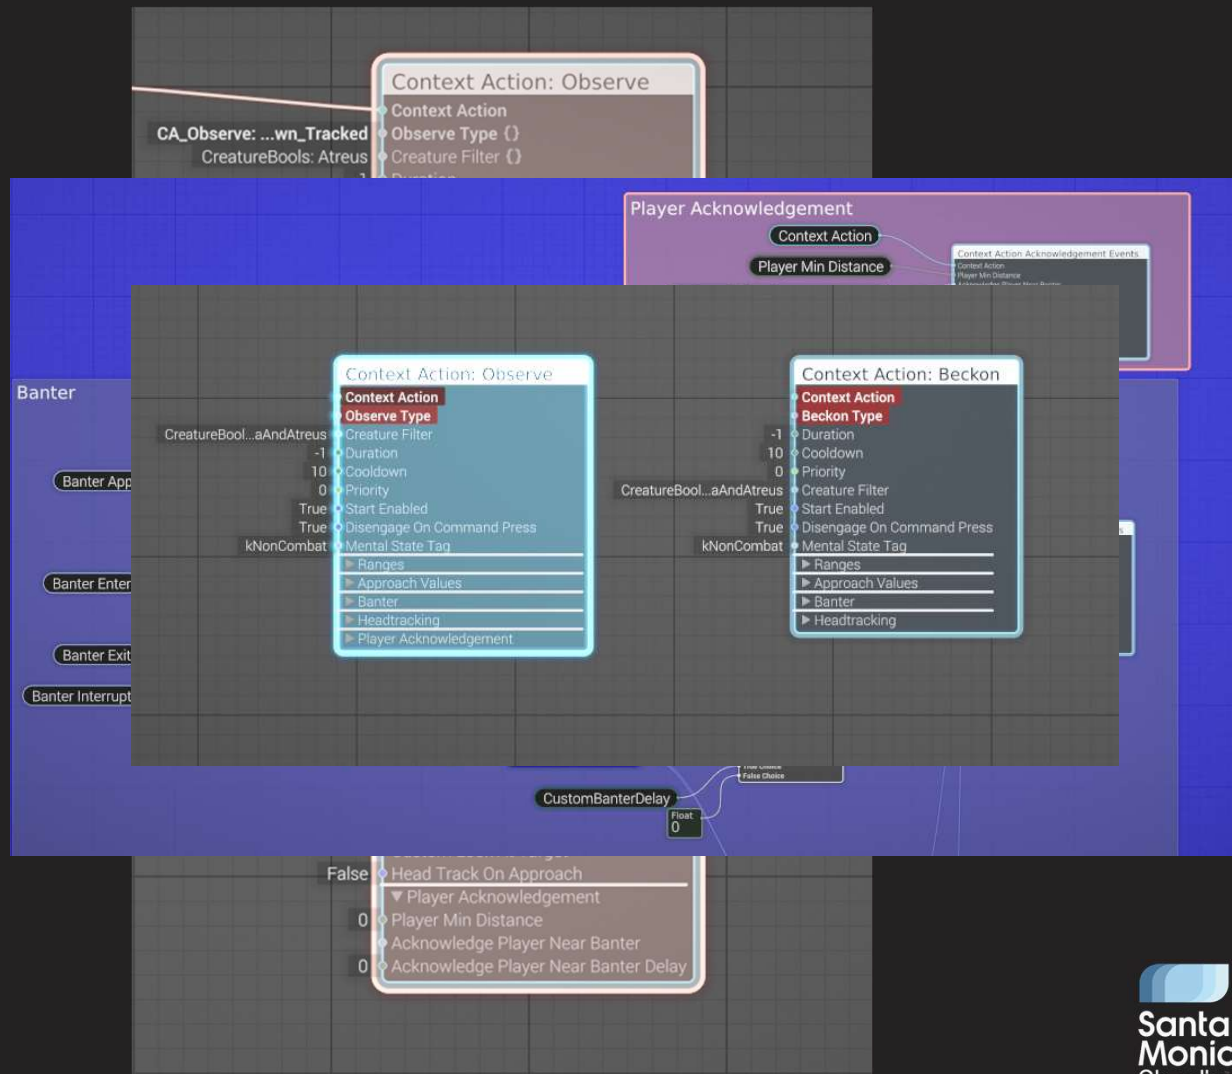 Context Action: Observe
Context Action
CA_Observe: ...wn_Tracked Observe Type {}
CreatureBools: Atreus Creature Filter {}
Player Acknowledgement
Context Action
Player Min Distance
Context Action Acknowledgement Events
Context Action
Player Min Distance
Banter
Banter App
Banter Enter
Banter Exit
Banter Interrupt
Context Action: Observe
Context Action
Observe Type
CreatureBool...aAndAtreus Creature Filter
-1 Duration
10 Cooldown
0 Priority
True Start Enabled
True Disengage On Command Press
kNonCombat Mental State Tag
Ranges
Approach Values
Banter
Headtracking
Player Acknowledgement
Context Action: Beckon
Context Action
Beckon Type
-1 Duration
10 Cooldown
0 Priority
CreatureBool...aAndAtreus Creature Filter
True Start Enabled
True Disengage On Command Press
kNonCombat Mental State Tag
Ranges
Approach Values
Banter
Headtracking
False Choice
CustomBanterDelay
Float
0
False Head Track On Approach
Player Acknowledgement
0 Player Min Distance
Acknowledge Player Near Banter
0 Acknowledge Player Near Banter Delay
Santa
Monic